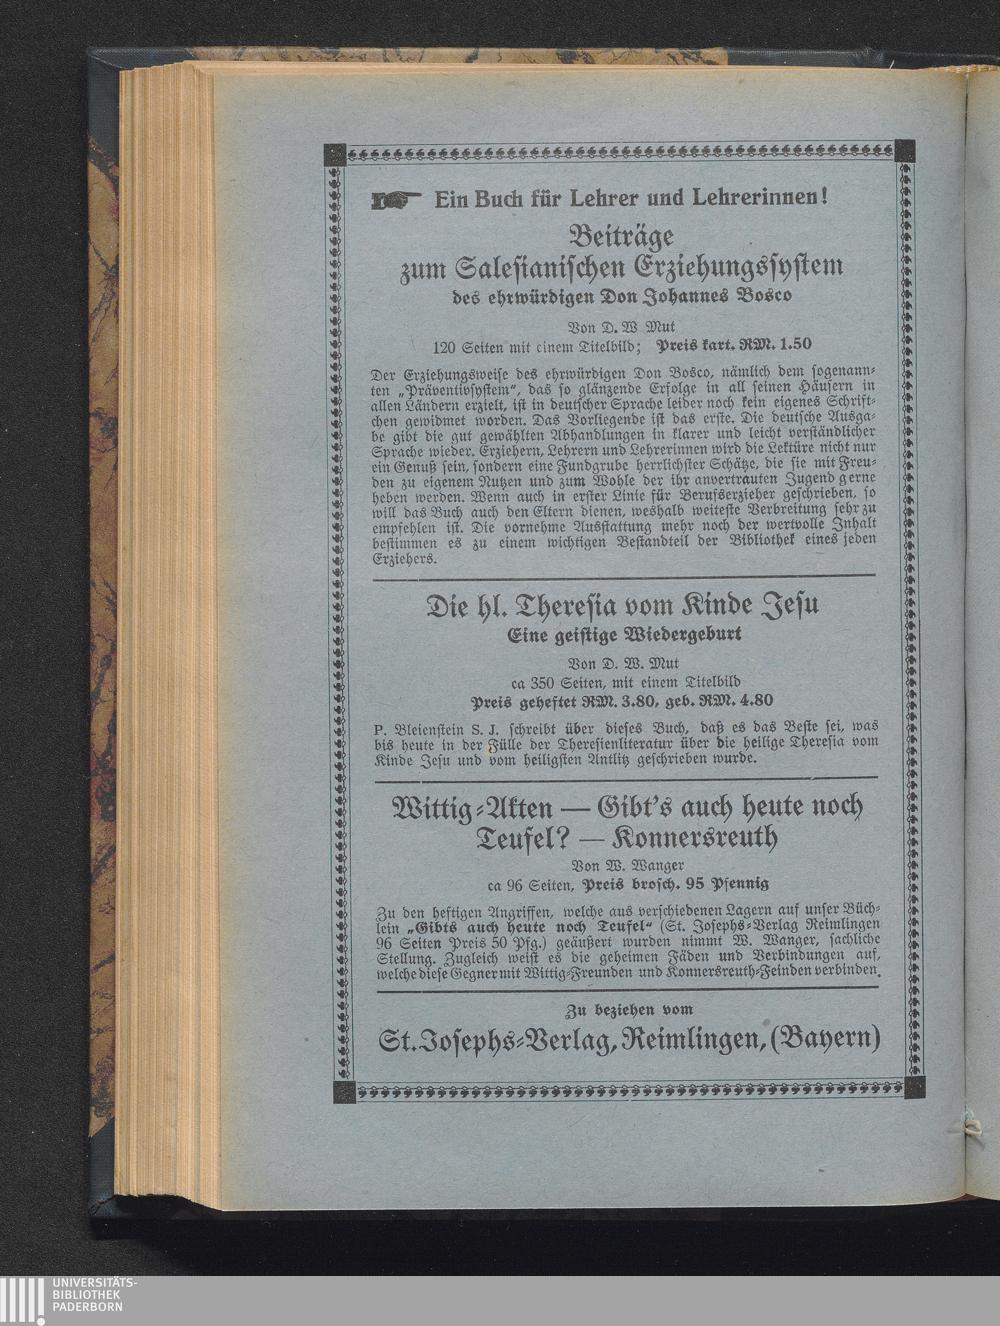 Ein Buch für Lehrer und Lehrerinnen!
Beiträge
zum Salesianischen Erziehungssystem
des ehrwürdigen Don Johannes Bosco
Von D. W Mut
120 Seiten mit einem Titelbild; Preis kart. RM. 1.50
Der Erziehungsweise des ehrwürdigen Don Bosco, nämlich dem sogenann-
ten „Präventivsystem“, das so glänzende Erfolge in all seinen Häusern in
allen Ländern erzielt, ist in deutscher Sprache leider noch kein eigenes Schrift-
chen gewidmet worden. Das Vorliegende ist das erste. Die deutsche Ausga-
be gibt die gut gewählten Abhandlungen in klarer und leicht verständlicher
Sprache wieder. Erziehern, Lehrern und Lehrerinnen wird die Lektüre nicht nur
ein Genuß sein, sondern eine Fundgrube herrlichster Schätze, die sie mit Freu-
den zu eigenem Nutzen und zum Wohle der ihr anvertrauten Jugend gerne
heben werden. Wenn auch in erster Linie für Berufserzieher geschrieben, so
will das Buch auch den Eltern dienen, weshalb weiteste Verbreitung sehr zu
empfehlen ist. Die vornehme Ausstattung mehr noch der wertvolle Inhalt
bestimmen es zu einem wichtigen Bestandteil der Bibliothek eines jeden
Erziehers.
Die hl. Theresia vom Kinde Jesu
Eine geistige Wiedergeburt
Von D. W. Mut
ca 350 Seiten, mit einem Titelbild
Preis geheftet RM. 3.80, geb. RM. 4.80
P. Bleienstein S. J. schreibt über dieses Buch, daß es das Beste sei, was
bis heute in der Fülle der Theresienliteratur über die heilige Theresia vom
Kinde Jesu und vom heiligsten Antlitz geschrieben wurde.
Wittig-Akten — Gibt's auch heute noch
Teufel? — Konnersreuth
Von W. Wanger
ca 96 Seiten, Preis brosch. 95 Pfennig
Zu den heftigen Angriffen, welche aus verschiedenen Lagern auf unser Büch-
lein „Gibts auch heute noch Teufel“ (St. Josephs-Verlag Reimlingen
96 Seiten Preis 50 Pfg.) geäußert wurden nimmt W. Wanger, sachliche
Stellung. Zugleich weist es die geheimen Fäden und Verbindungen auf,
welche diese Gegner mit Wittig-Freunden und Konnersreuth-Feinden verbinden.
Zu beziehen vom
St. Josephs-Verlag, Reimlingen, (Bayern)
UNIVERSITÄTS-
BIBLIOTHEK
PADERBORN